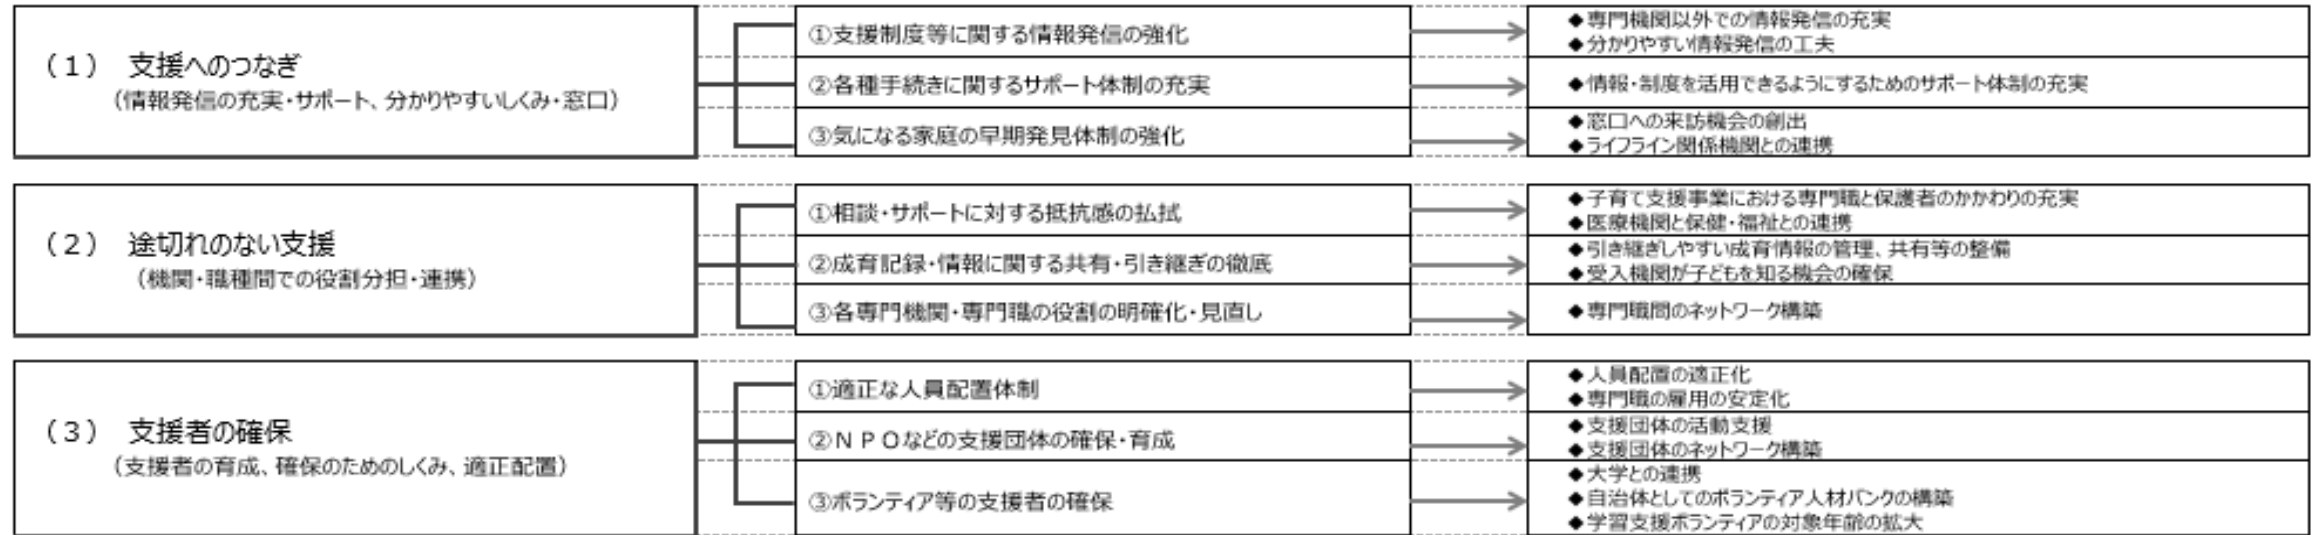 （１）　支援へのつなぎ
（情報発信の充実・サポート、分かりやすいしくみ・窓口）
①支援制度等に関する情報発信の強化
◆専門機関以外での情報発信の充実
◆分かりやすい情報発信の工夫
②各種手続きに関するサポート体制の充実
◆情報・制度を活用できるようにするためのサポート体制の充実
③気になる家庭の早期発見体制の強化
◆窓口への来訪機会の創出
◆ライフライン関係機関との連携
（２）　途切れのない支援
（機関・職種間での役割分担・連携）
①相談・サポートに対する抵抗感の払拭
◆子育て支援事業における専門職と保護者のかかわりの充実
◆医療機関と保健・福祉との連携
②成育記録・情報に関する共有・引き継ぎの徹底
◆引き継ぎしやすい成育情報の管理、共有等の整備
◆受入機関が子どもを知る機会の確保
③各専門機関・専門職の役割の明確化・見直し
◆専門職間のネットワーク構築
（３）　支援者の確保
（支援者の育成、確保のためのしくみ、適正配置）
①適正な人員配置体制
◆人員配置の適正化
◆専門職の雇用の安定化
②ＮＰＯなどの支援団体の確保・育成
◆支援団体の活動支援
◆支援団体のネットワーク構築
③ボランティア等の支援者の確保
◆大学との連携
◆自治体としてのボランティア人材バンクの構築
◆学習支援ボランティアの対象年齢の拡大